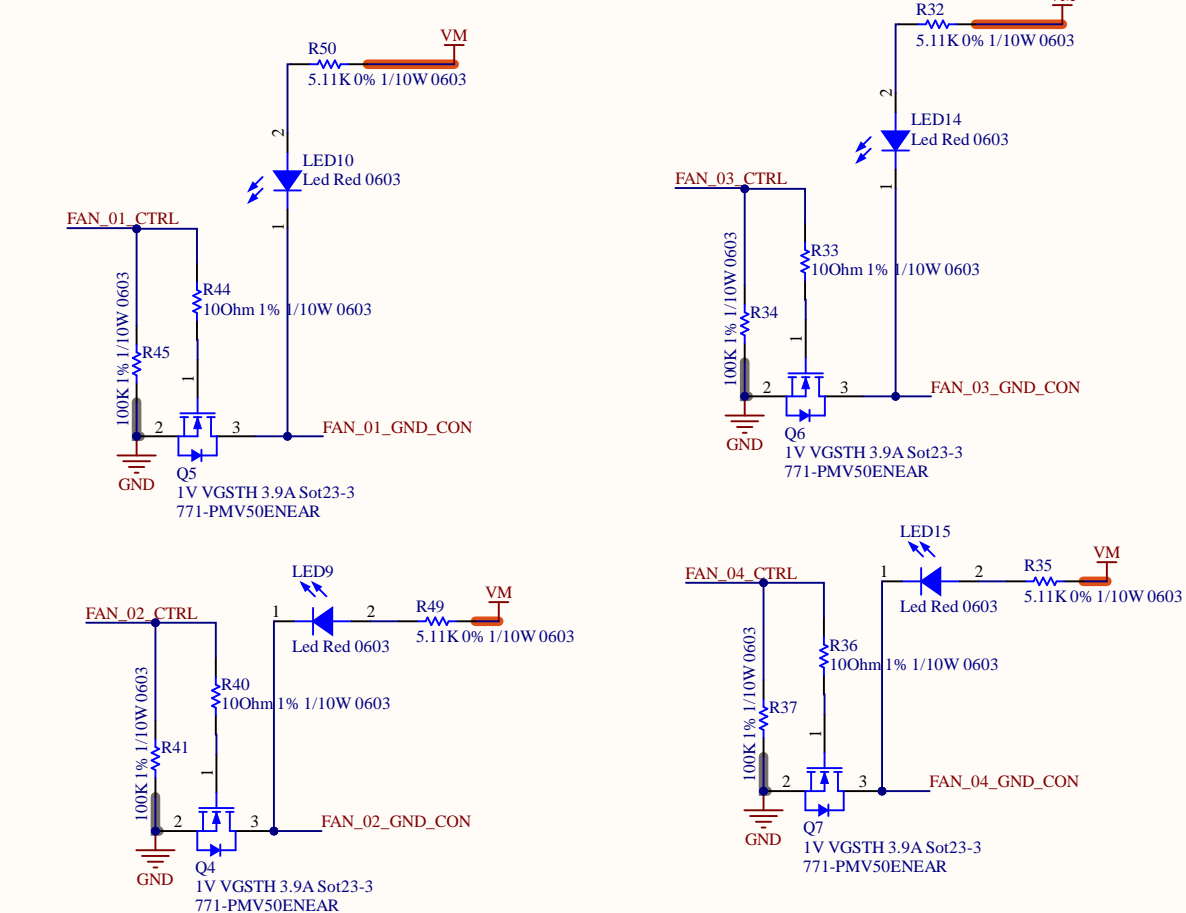 VM
R50
5.11K 0% 1/10W 0603
2
LED10
Led Red 0603
1
FAN_01_CTRL
R44
10Ohm 1% 1/10W 0603
100K 1% 1/10W 0603
R45
1
2
3
FAN_01_GND_CON
GND
Q5
1V VGSTH 3.9A Sot23-3
771-PMV50ENEAR
R32
5.11K 0% 1/10W 0603
2
LED14
Led Red 0603
1
FAN_03_CTRL
R33
10Ohm 1% 1/10W 0603
100K 1% 1/10W 0603
R34
1
2
3
FAN_03_GND_CON
GND
Q6
1V VGSTH 3.9A Sot23-3
771-PMV50ENEAR
LED9
VM
FAN_02_CTRL
1
2
R49
5.11K 0% 1/10W 0603
Led Red 0603
R40
10Ohm 1% 1/10W 0603
100K 1% 1/10W 0603
R41
1
2
3
FAN_02_GND_CON
GND
Q4
1V VGSTH 3.9A Sot23-3
771-PMV50ENEAR
LED15
VM
FAN_04_CTRL
1
2
R35
5.11K 0% 1/10W 0603
Led Red 0603
R36
10Ohm 1% 1/10W 0603
100K 1% 1/10W 0603
R37
1
2
3
FAN_04_GND_CON
GND
Q7
1V VGSTH 3.9A Sot23-3
771-PMV50ENEAR